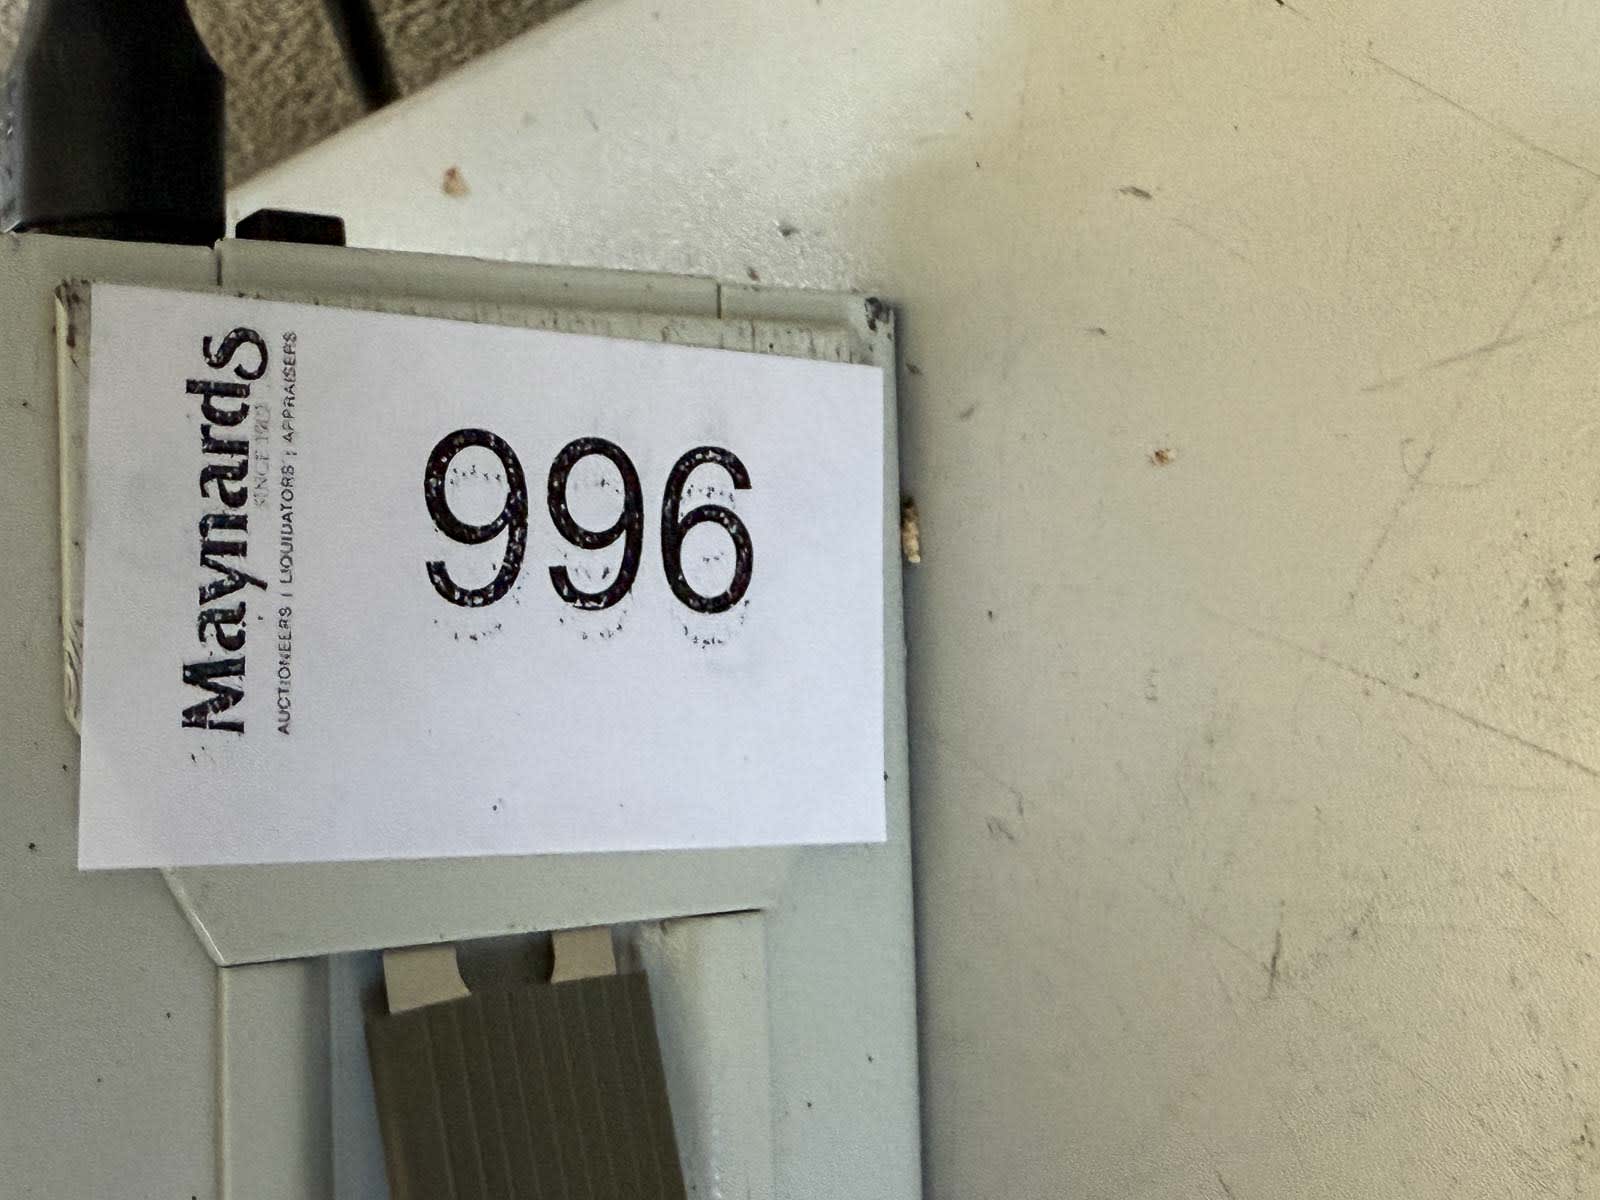 Maynards
SINCE 1902
AUCTIONEERS | LIQUIDATORS | APPRAISERS
996